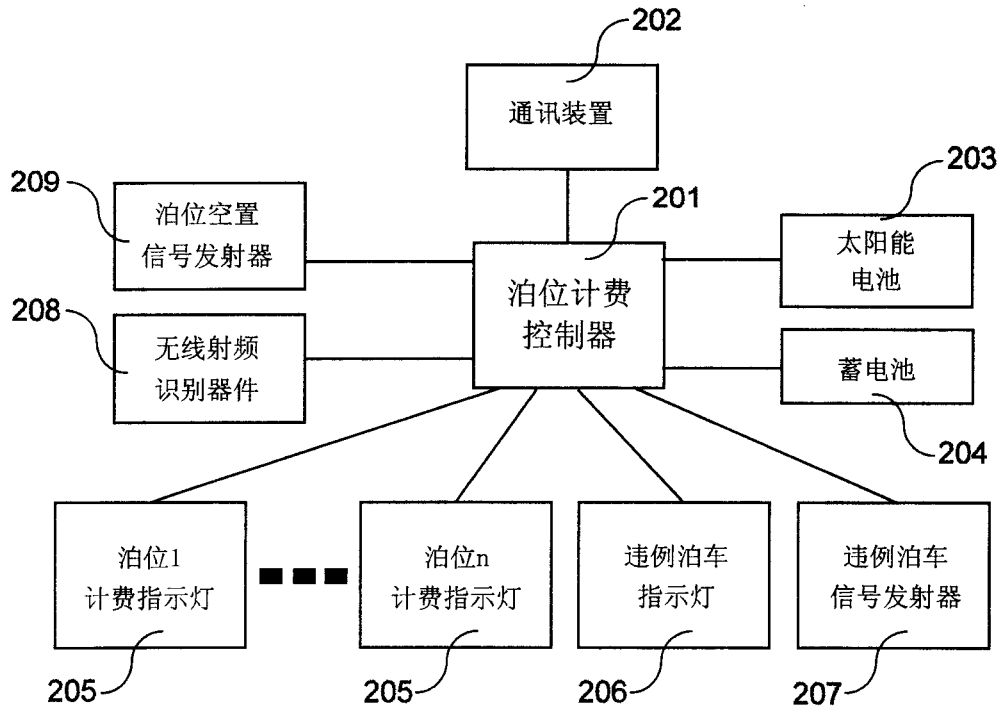 202
通讯装置
209
泊位空置
信号发射器
201
泊位计费
控制器
203
太阳能
电池
208
无线射频
识别器件
蓄电池
204
泊位1
计费指示灯
泊位n
计费指示灯
违例泊车
指示灯
违例泊车
信号发射器
205
205
206
207